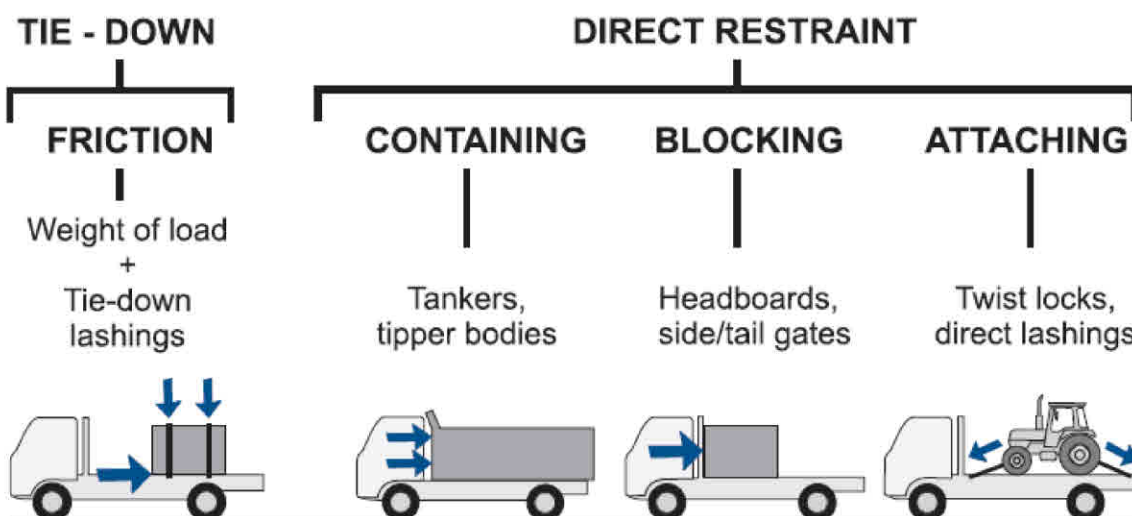 TIE - DOWN
FRICTION
Weight of load
+
Tie-down
lashings
DIRECT RESTRAINT
CONTAINING
Tankers,
tipper bodies
BLOCKING
Headboards,
side/tail gates
ATTACHING
Twist locks,
direct lashings